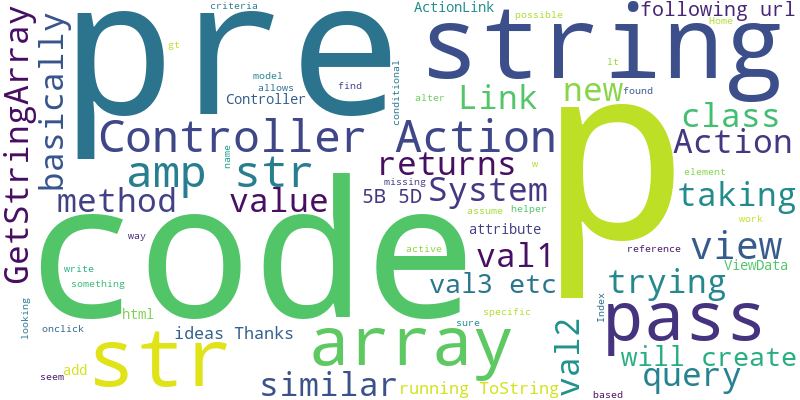 criteria
ActionLink
possible
following url
pre
string
Home
gt
GetStringArray
basically
model
allows
find
Controller
conditional
lt
found
new
Link
alter
p
class
Controller Action
Action
name
amp str
returns
missing
w
element
method
value
5B 5D
System
taking
assume
helper
work
code
way
attribute
view
active
val1
reference
ViewData
write
something
val3 etc
trying
looking
html
specific
Index
pass
onclick
ideas Thanks
sure
array
val2
str
will create
seem
add
similar
running ToString
query
based